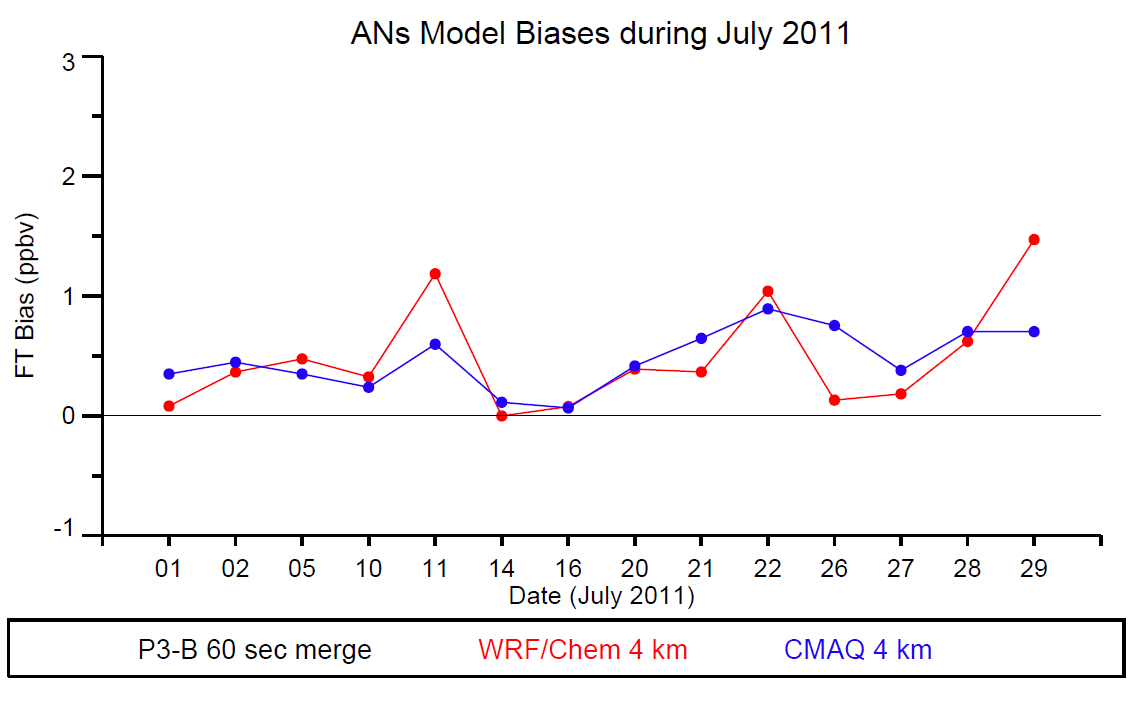 ANs Model Biases during July 2011
3
2
1
0
-1
FT Bias (ppbv)
01 02 05 10 11 14 16 20 21 22 26 27 28 29
Date (July 2011)
P3-B 60 sec merge WRF/Chem 4 km CMAQ 4 km